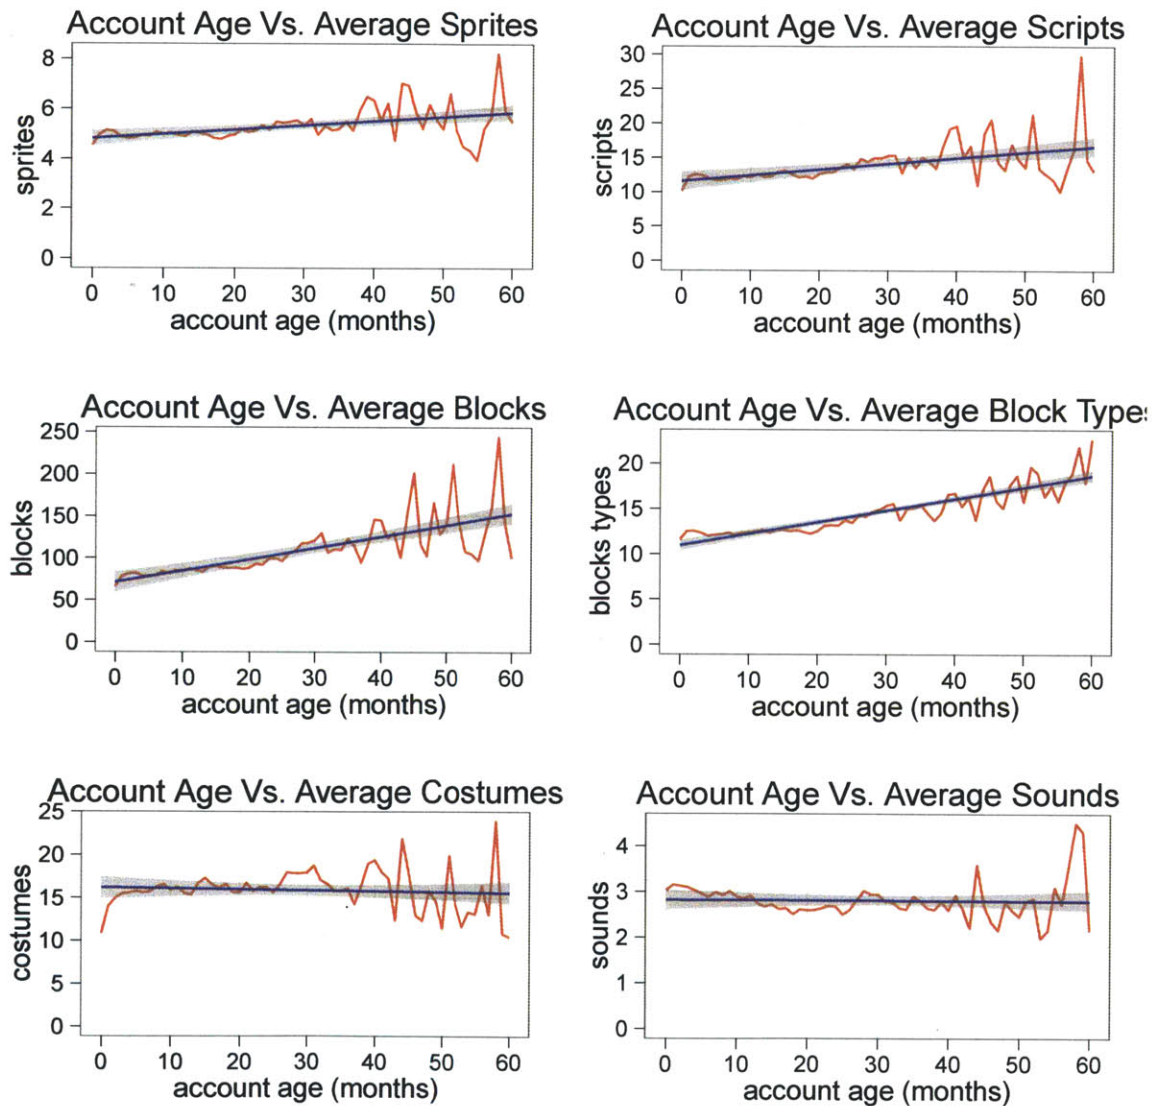 Account Age Vs. Average Sprites
8
6
4
2
0
sprites
0 10 20 30 40 50 60
account age (months)
Account Age Vs. Average Scripts
30
25
20
15
10
5
0
scripts
0 10 20 30 40 50 60
account age (months)
Account Age Vs. Average Blocks
250
200
150
100
50
0
blocks
0 10 20 30 40 50 60
account age (months)
Account Age Vs. Average Block Types
20
15
10
5
0
blocks types
0 10 20 30 40 50 60
account age (months)
Account Age Vs. Average Costumes
25
20
15
10
5
0
costumes
0 10 20 30 40 50 60
account age (months)
Account Age Vs. Average Sounds
4
3
2
1
0
sounds
0 10 20 30 40 50 60
account age (months)